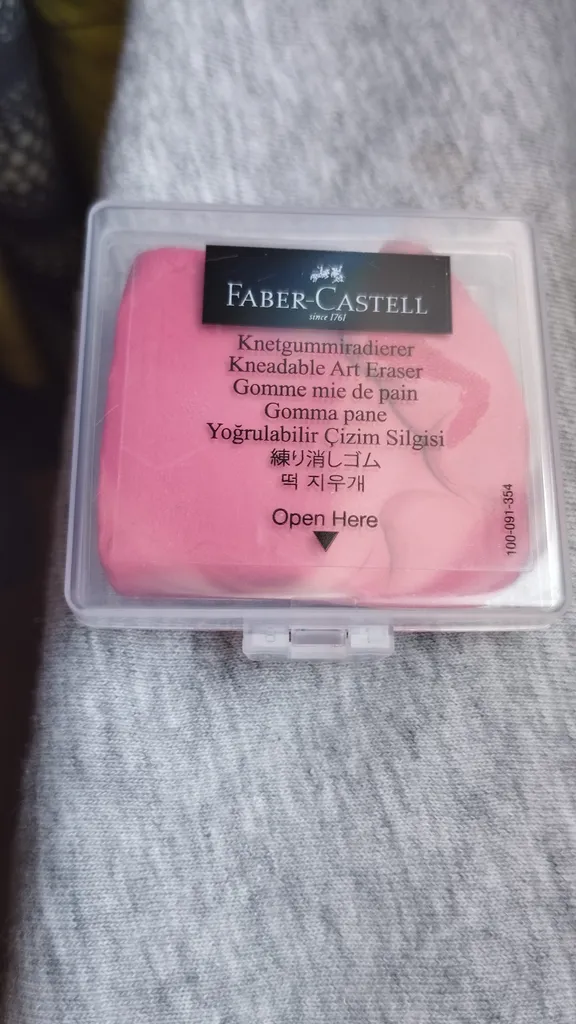 FABER-CASTELL
since 1761
Knetgummiradierer
Kneadable Art Eraser
Gomme mie de pain
Gomma pane
Yoğrulabilir Çizim Silgisi
練り消しゴム
떡 지우개
Open Here
100-091-354